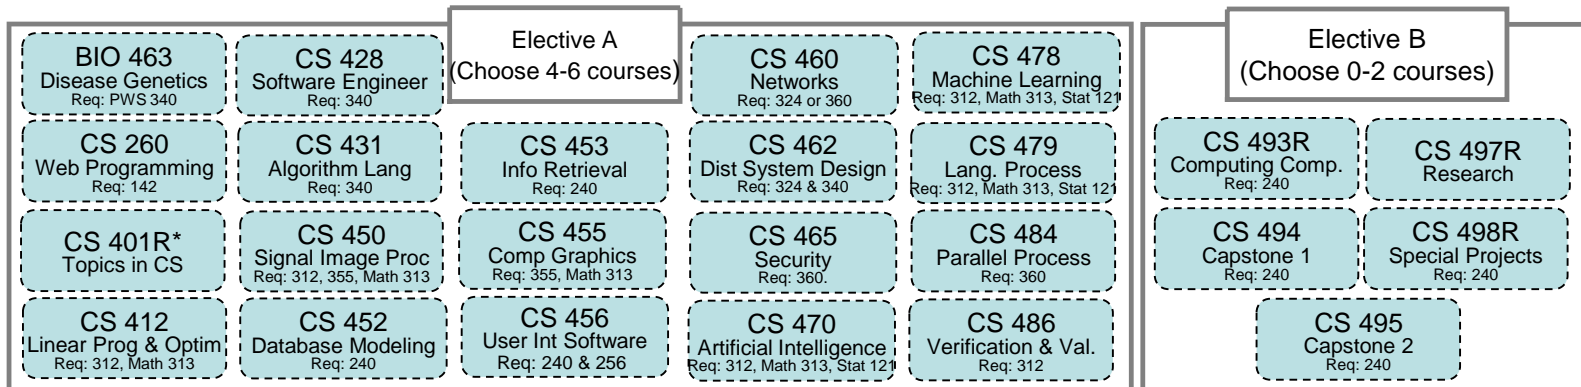 Elective A
(Choose 4-6 courses)
BIO 463
Disease Genetics
Req: PWS 340
CS 260
Web Programming
Req: 142
CS 401R*
Topics in CS
CS 412
Linear Prog & Optim
Req: 312, Math 313
CS 428
Software Engineer
Req: 340
CS 431
Algorithm Lang
Req: 340
CS 450
Signal Image Proc
Req: 312, 355, Math 313
CS 452
Database Modeling
Req: 240
CS 453
Info Retrieval
Req: 240
CS 455
Comp Graphics
Req: 355, Math 313
CS 456
User Int Software
Req: 240 & 256
CS 460
Networks
Req: 324 or 360
CS 462
Dist System Design
Req: 324 & 340
CS 465
Security
Req: 360.
CS 470
Artificial Intelligence
Req: 312, Math 313, Stat 121
CS 478
Machine Learning
Req: 312, Math 313, Stat 121
CS 479
Lang. Process
Req: 312, Math 313, Stat 121
CS 484
Parallel Process
Req: 360
CS 486
Verification & Val.
Req: 312
Elective B
(Choose 0-2 courses)
CS 493R
Computing Comp.
Req: 240
CS 497R
Research
CS 494
Capstone 1
Req: 240
CS 498R
Special Projects
Req: 240
CS 495
Capstone 2
Req: 240